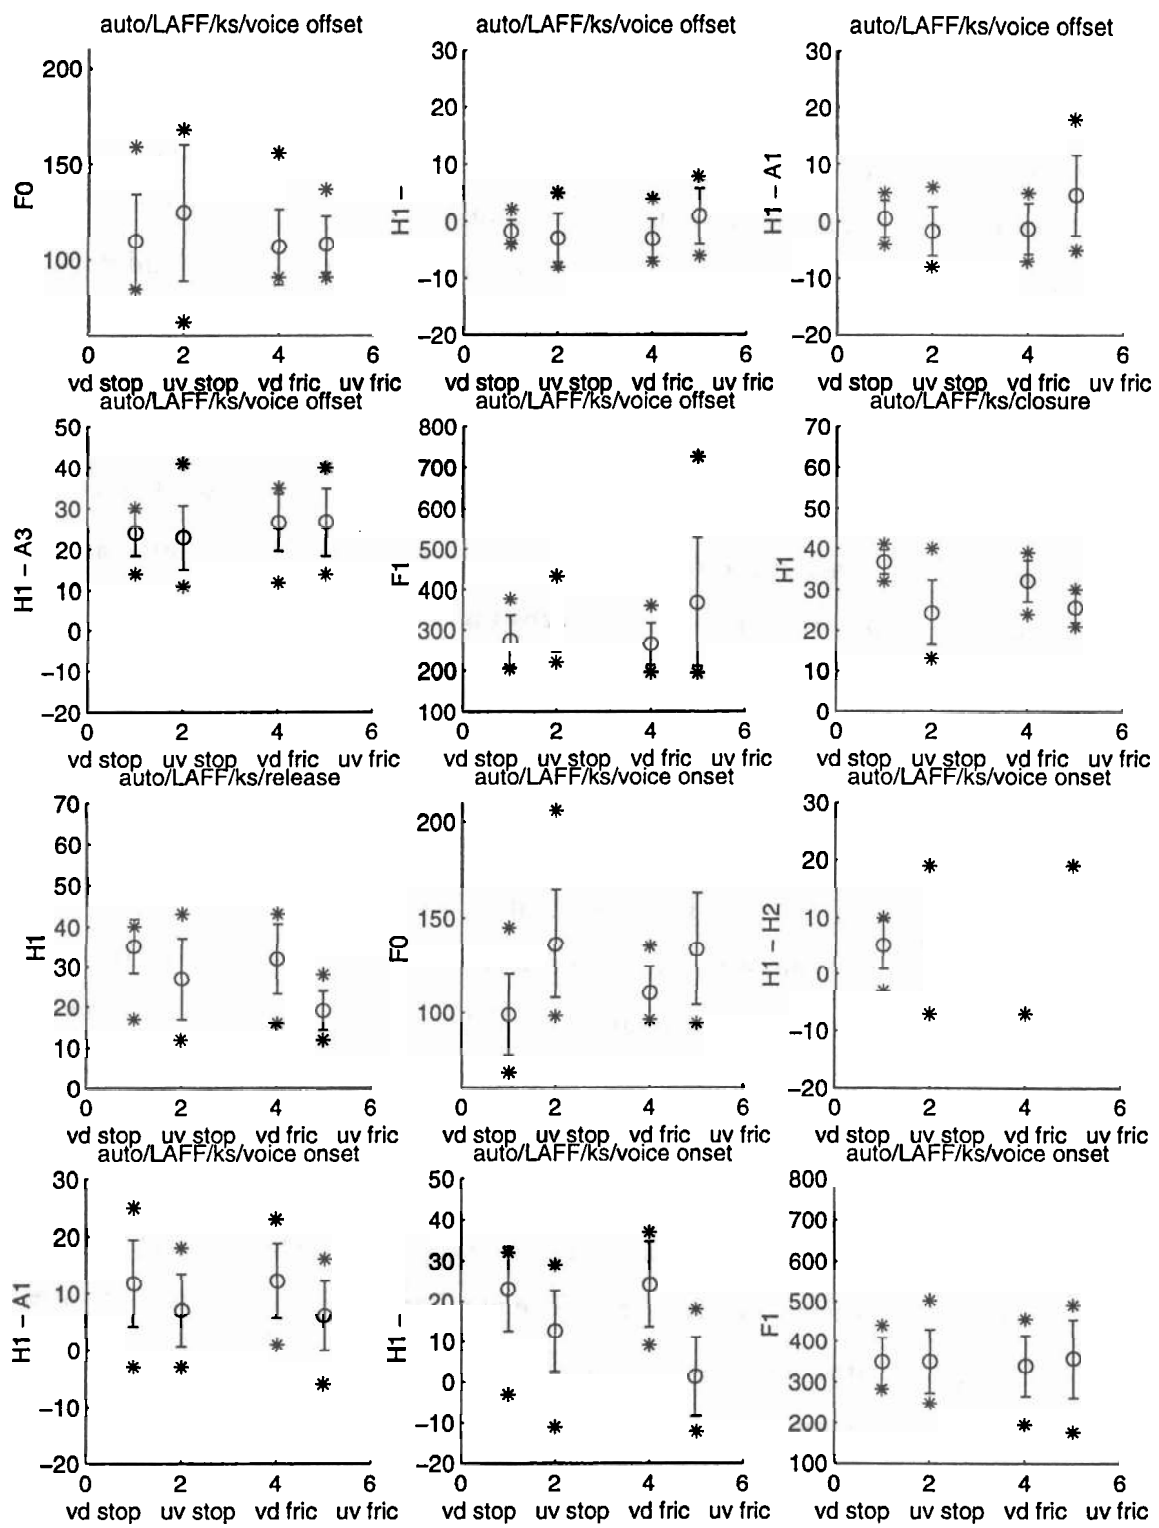 auto/LAFF/ks/voice offset
F0
200
150
100
0 2 4 6
vd stop uv stop vd fric uv fric
auto/LAFF/ks/voice offset
H1 –
30
20
10
0
–10
–20
0 2 4 6
vd stop uv stop vd fric uv fric
auto/LAFF/ks/voice offset
H1 – A1
30
20
10
0
–10
–20
0 2 4 6
vd stop uv stop vd fric uv fric
auto/LAFF/ks/voice offset
H1 – A3
50
40
30
20
10
0
–10
–20
0 2 4 6
vd stop uv stop vd fric uv fric
auto/LAFF/ks/voice offset
F1
800
700
600
500
400
300
200
100
0 2 4 6
vd stop uv stop vd fric uv fric
auto/LAFF/ks/closure
H1
70
60
50
40
30
20
10
0
0 2 4 6
vd stop uv stop vd fric uv fric
auto/LAFF/ks/release
H1
70
60
50
40
30
20
10
0
0 2 4 6
vd stop uv stop vd fric uv fric
auto/LAFF/ks/voice onset
F0
200
150
100
0 2 4 6
vd stop uv stop vd fric uv fric
auto/LAFF/ks/voice onset
H1 – H2
30
20
10
0
–10
–20
0 2 4 6
vd stop uv stop vd fric uv fric
auto/LAFF/ks/voice onset
H1 – A1
30
20
10
0
–10
–20
0 2 4 6
vd stop uv stop vd fric uv fric
auto/LAFF/ks/voice onset
H1 –
50
40
30
20
10
0
–10
–20
0 2 4 6
vd stop uv stop vd fric uv fric
auto/LAFF/ks/voice onset
F1
800
700
600
500
400
300
200
100
0 2 4 6
vd stop uv stop vd fric uv fric